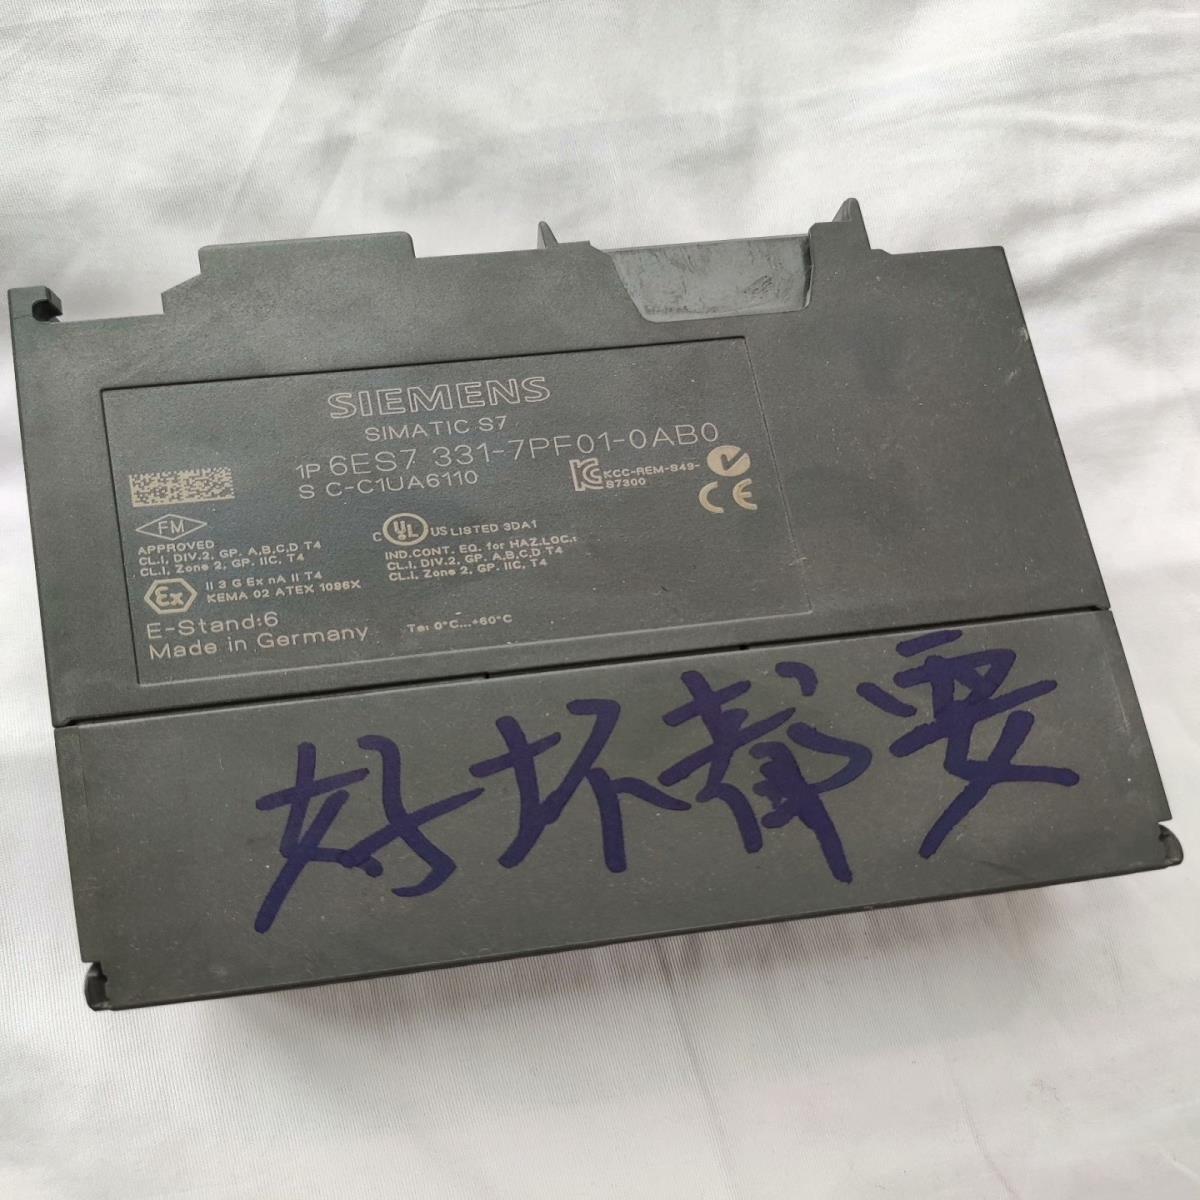 SIEMENS
SIMATIC S7
1P 6ES7 331-7PF01-0AB0
S C-C1UA6110
KCC-REM-S49-
S7300
FM
APPROVED
CL.I, DIV.2, GP. A,B,C,D T4
CL.I, Zone 2, GP. IIC, T4
C UL US LISTED 3DA1
IND.CONT. EQ. for HAZ.LOC.:
CL.I, DIV.2, GP. A,B,C,D T4
CL.I, Zone 2, GP. IIC, T4
Ex
II 3 G Ex nA II T4
KEMA 02 ATEX 1096X
CE
E-Stand:6
Made in Germany
Ta: 0°C...+60°C
好坏都要